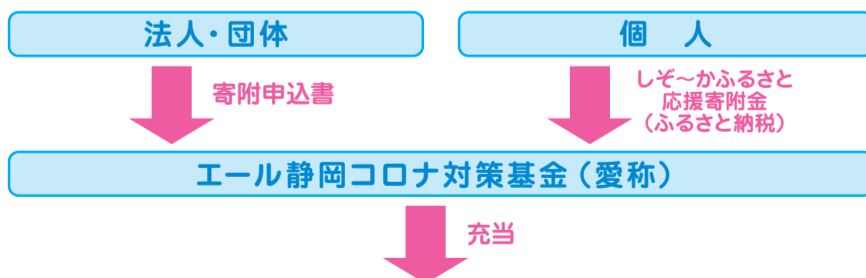 法人・団体
個　人
寄附申込書
しぞ～かふるさと
応援寄附金
（ふるさと納税）
エール静岡コロナ対策基金（愛称）
充当